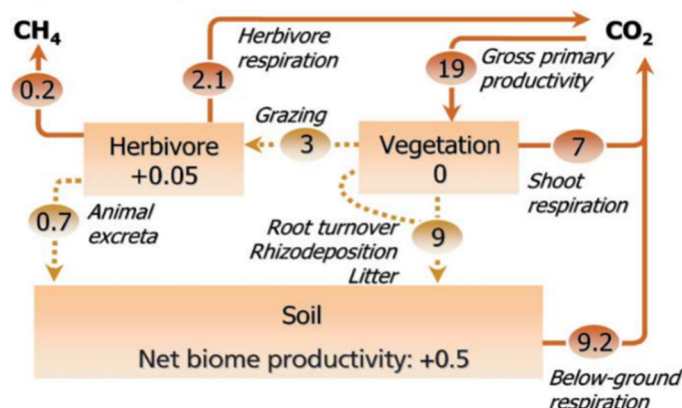 CH4
CO2
Herbivore
respiration
Gross primary
productivity
0.2
2.1
19
Grazing
3
Herbivore
+0.05
Vegetation
0
7
Shoot
respiration
0.7
Animal
excreta
Root turnover
Rhizodeposition
Litter
9
Soil
Net biome productivity: +0.5
9.2
Below-ground
respiration